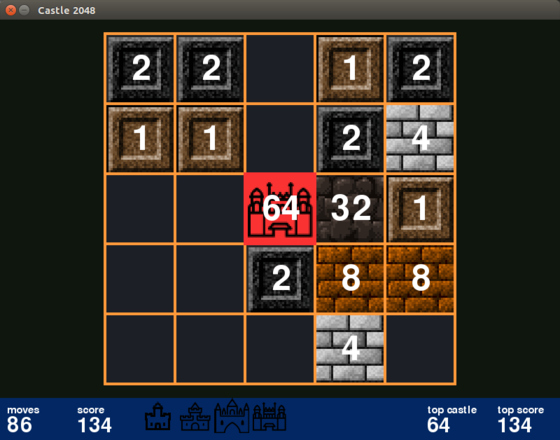 Castle 2048
2 2 1 2
1 1 2 4
64 32 1
2 8 8
4
moves score top castle top score
86 134 64 134